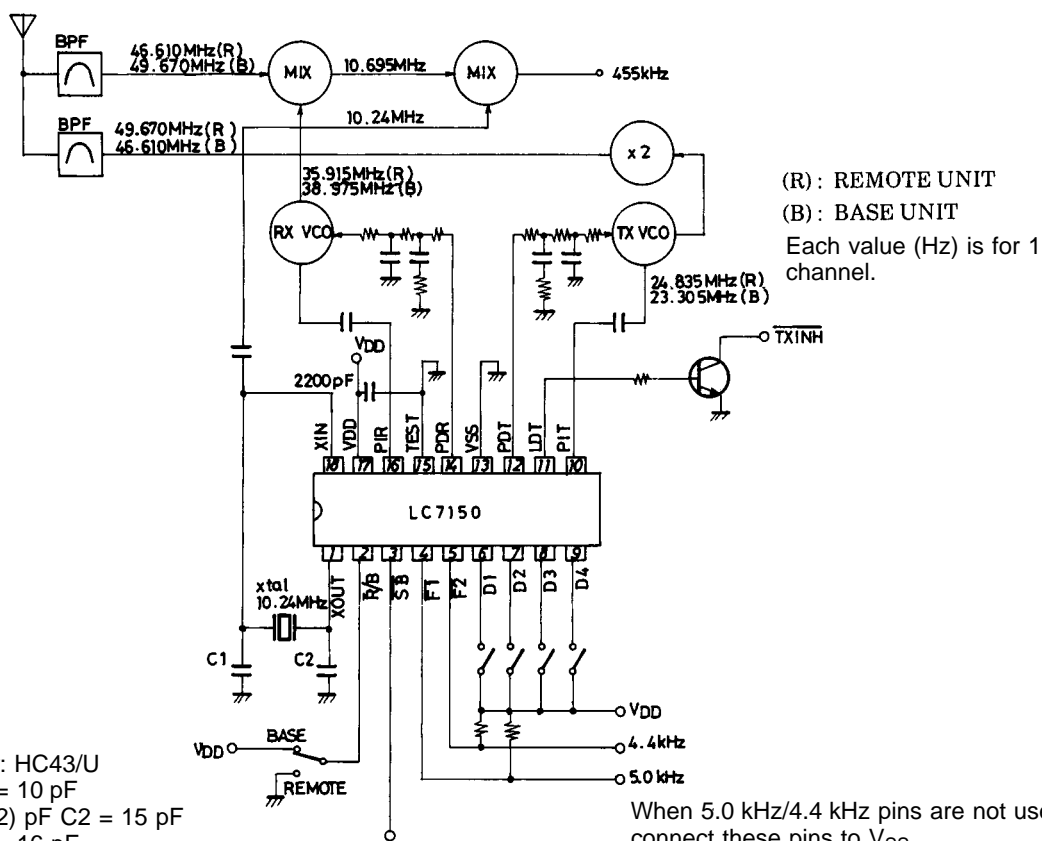 BPF
46.610MHz(R)
49.670MHz(B)
MIX
10.695MHz
MIX
455kHz
10.24MHz
BPF
49.670MHz(R)
46.610MHz(B)
x2
35.915MHz(R)
38.975MHz(B)
(R): REMOTE UNIT
(B): BASE UNIT
Each value (Hz) is for 1
channel.
RX VCO
TX VCO
24.835MHz(R)
23.305MHz(B)
TXINH
VDD
2200pF
XIN
VDD
PIR
TEST
PDR
VSS
PDT
LDT
PIT
18 17 16 15 14 13 12 11 10
LC7150
1 2 3 4 5 6 7 8 9
XOUT
R/B
SB
F1
F2
D1
D2
D3
D4
xtal
10.24MHz
C1
C2
VDD
BASE
REMOTE
VDD
4.4kHz
5.0kHz
: HC43/U
= 10 pF
2) pF C2 = 15 pF
When 5.0 kHz/4.4 kHz pins are not use
connect these pins to